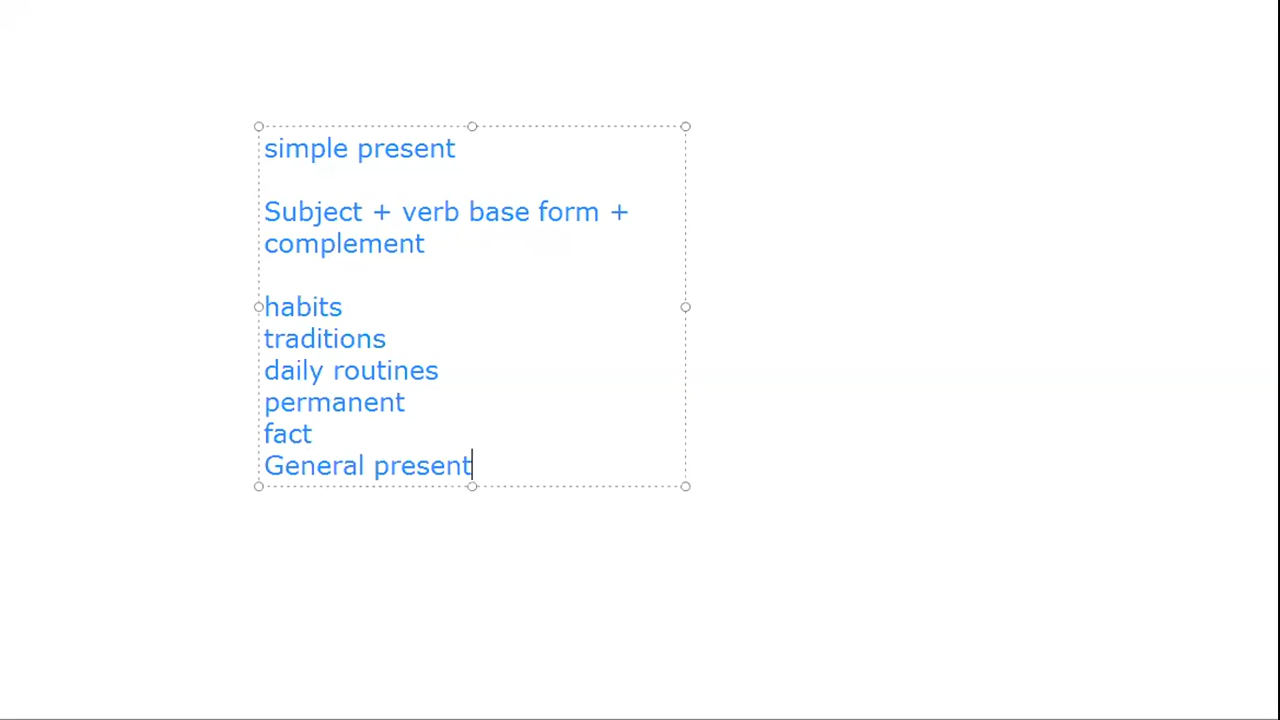 simple present
Subject + verb base form +
complement
habits
traditions
daily routines
permanent
fact
General present